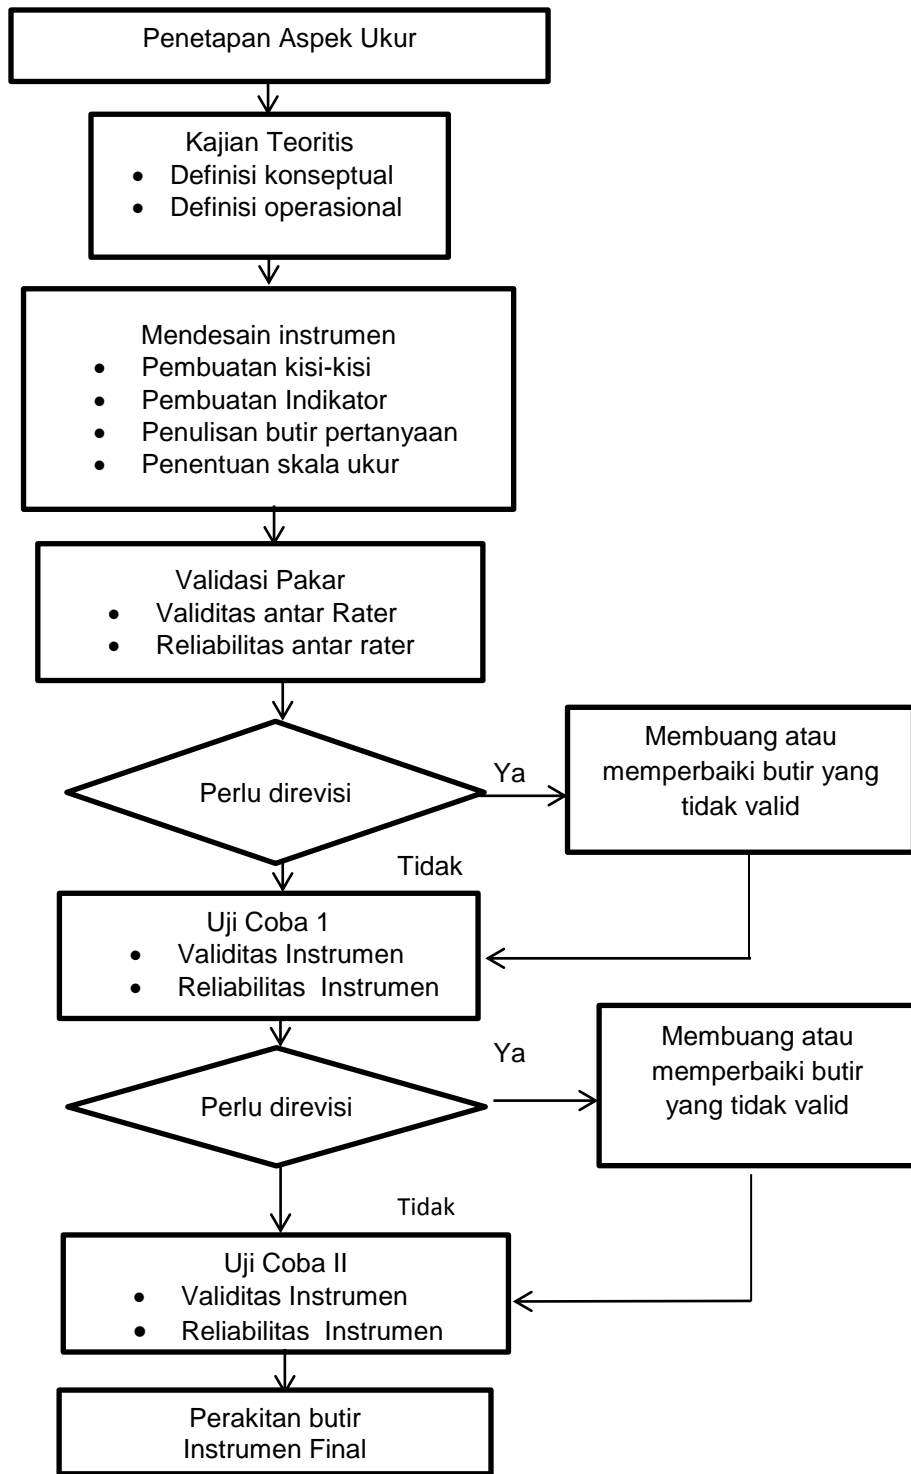 Penetapan Aspek Ukur
Kajian Teoritis
• Definisi konseptual
• Definisi operasional
Mendesain instrumen
• Pembuatan kisi-kisi
• Pembuatan Indikator
• Penulisan butir pertanyaan
• Penentuan skala ukur
Validasi Pakar
• Validitas antar Rater
• Reliabilitas antar rater
Perlu direvisi
Ya
Membuang atau
memperbaiki butir yang
tidak valid
Tidak
Uji Coba 1
• Validitas Instrumen
• Reliabilitas Instrumen
Perlu direvisi
Ya
Membuang atau
memperbaiki butir
yang tidak valid
Tidak
Uji Coba II
• Validitas Instrumen
• Reliabilitas Instrumen
Perakitan butir
Instrumen Final